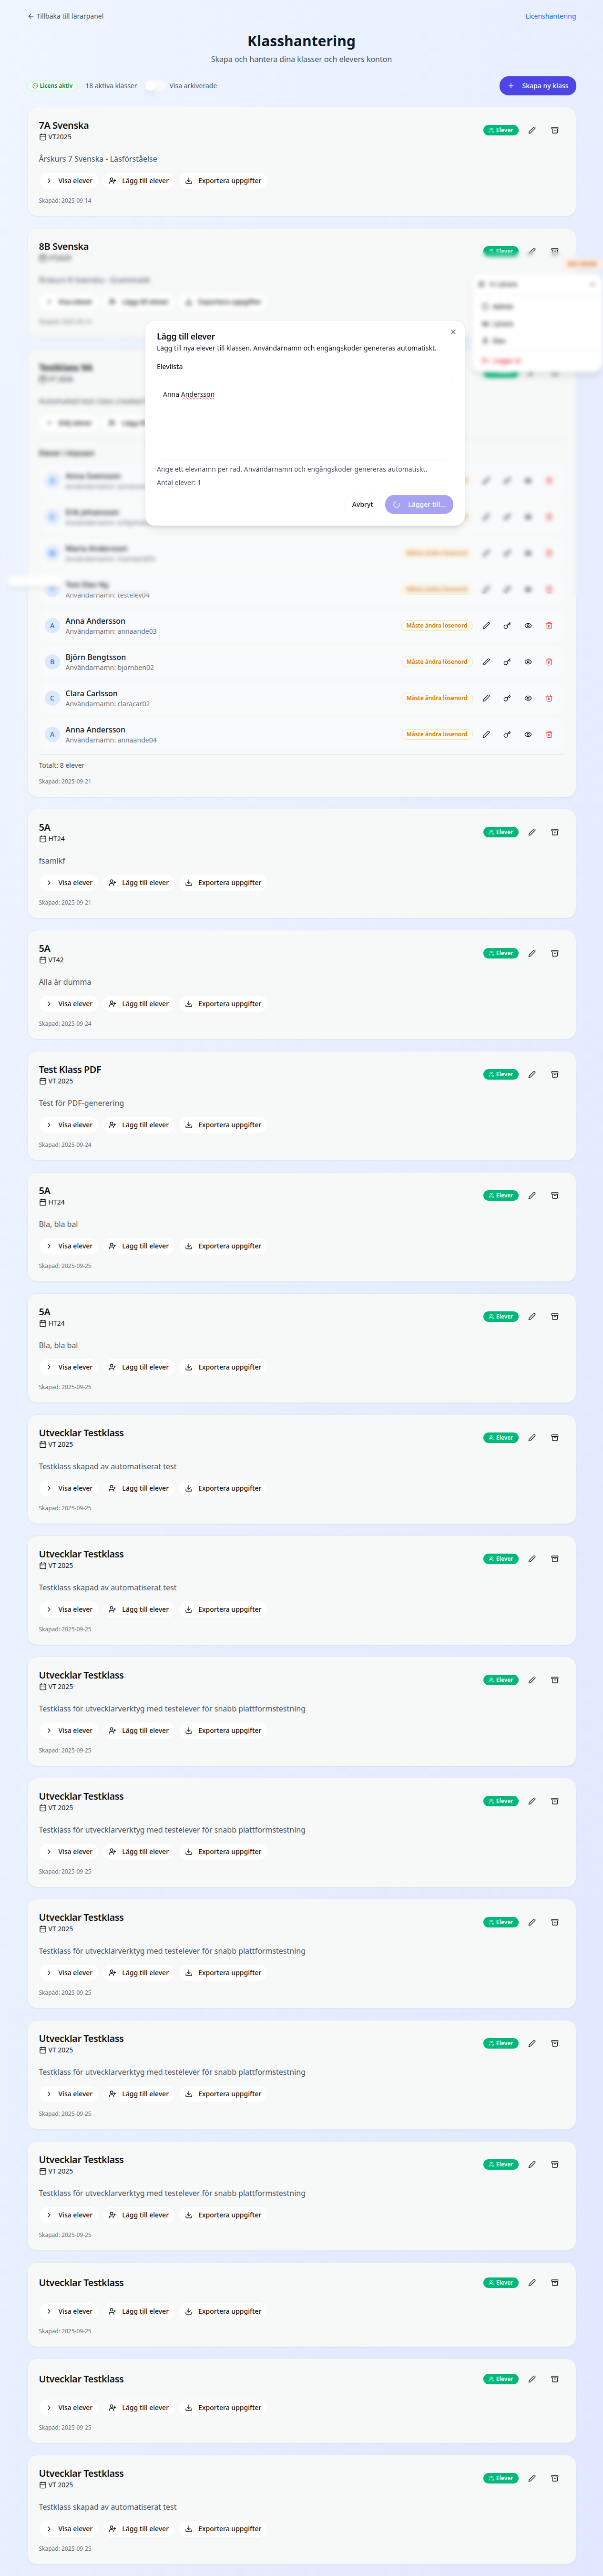 Tillbaka till lärarpanel
Licenshantering
Klasshantering
Skapa och hantera dina klasser och elevers konton
Licens aktiv 18 aktiva klasser Visa arkiverade Skapa ny klass
7A Svenska
Elever
VT2025
Årskurs 7 Svenska - Läsförståelse
Visa elever Lägg till elever Exportera uppgifter
Skapad: 2025-09-14
8B Svenska
Elever
Lägg till elever
Lägg till nya elever till klassen. Användarnamn och engångskoder genereras automatiskt.
Elevlista
Anna Andersson
Ange ett elevnamn per rad. Användarnamn och engångskoder genereras automatiskt.
Antal elever: 1
Avbryt Lägger till...
Testklass 9A
Elever i klassen
Anna Svensson
Erik Johansson
Maria Andersson
Test Elev Ny
Användarnamn: testelev04
Anna Andersson
Användarnamn: annaande03
Måste ändra lösenord
Björn Bengtsson
Användarnamn: bjornben02
Måste ändra lösenord
Clara Carlsson
Användarnamn: claracar02
Måste ändra lösenord
Anna Andersson
Användarnamn: annaande04
Måste ändra lösenord
Totalt: 8 elever
Skapad: 2025-09-21
5A
Elever
HT24
fsamlkf
Visa elever Lägg till elever Exportera uppgifter
Skapad: 2025-09-21
5A
Elever
VT42
Alla är dumma
Visa elever Lägg till elever Exportera uppgifter
Skapad: 2025-09-24
Test Klass PDF
Elever
VT 2025
Test för PDF-generering
Visa elever Lägg till elever Exportera uppgifter
Skapad: 2025-09-24
5A
Elever
HT24
Bla, bla bal
Visa elever Lägg till elever Exportera uppgifter
Skapad: 2025-09-25
5A
Elever
HT24
Bla, bla bal
Visa elever Lägg till elever Exportera uppgifter
Skapad: 2025-09-25
Utvecklar Testklass
Elever
VT 2025
Testklass skapad av automatiserat test
Visa elever Lägg till elever Exportera uppgifter
Skapad: 2025-09-25
Utvecklar Testklass
Elever
VT 2025
Testklass skapad av automatiserat test
Visa elever Lägg till elever Exportera uppgifter
Skapad: 2025-09-25
Utvecklar Testklass
Elever
VT 2025
Testklass för utvecklarverktyg med testelever för snabb plattformstestning
Visa elever Lägg till elever Exportera uppgifter
Skapad: 2025-09-25
Utvecklar Testklass
Elever
VT 2025
Testklass för utvecklarverktyg med testelever för snabb plattformstestning
Visa elever Lägg till elever Exportera uppgifter
Skapad: 2025-09-25
Utvecklar Testklass
Elever
VT 2025
Testklass för utvecklarverktyg med testelever för snabb plattformstestning
Visa elever Lägg till elever Exportera uppgifter
Skapad: 2025-09-25
Utvecklar Testklass
Elever
VT 2025
Testklass för utvecklarverktyg med testelever för snabb plattformstestning
Visa elever Lägg till elever Exportera uppgifter
Skapad: 2025-09-25
Utvecklar Testklass
Elever
VT 2025
Testklass för utvecklarverktyg med testelever för snabb plattformstestning
Visa elever Lägg till elever Exportera uppgifter
Skapad: 2025-09-25
Utvecklar Testklass
Elever
Visa elever Lägg till elever Exportera uppgifter
Skapad: 2025-09-25
Utvecklar Testklass
Elever
Visa elever Lägg till elever Exportera uppgifter
Skapad: 2025-09-25
Utvecklar Testklass
Elever
VT 2025
Testklass skapad av automatiserat test
Visa elever Lägg till elever Exportera uppgifter
Skapad: 2025-09-25